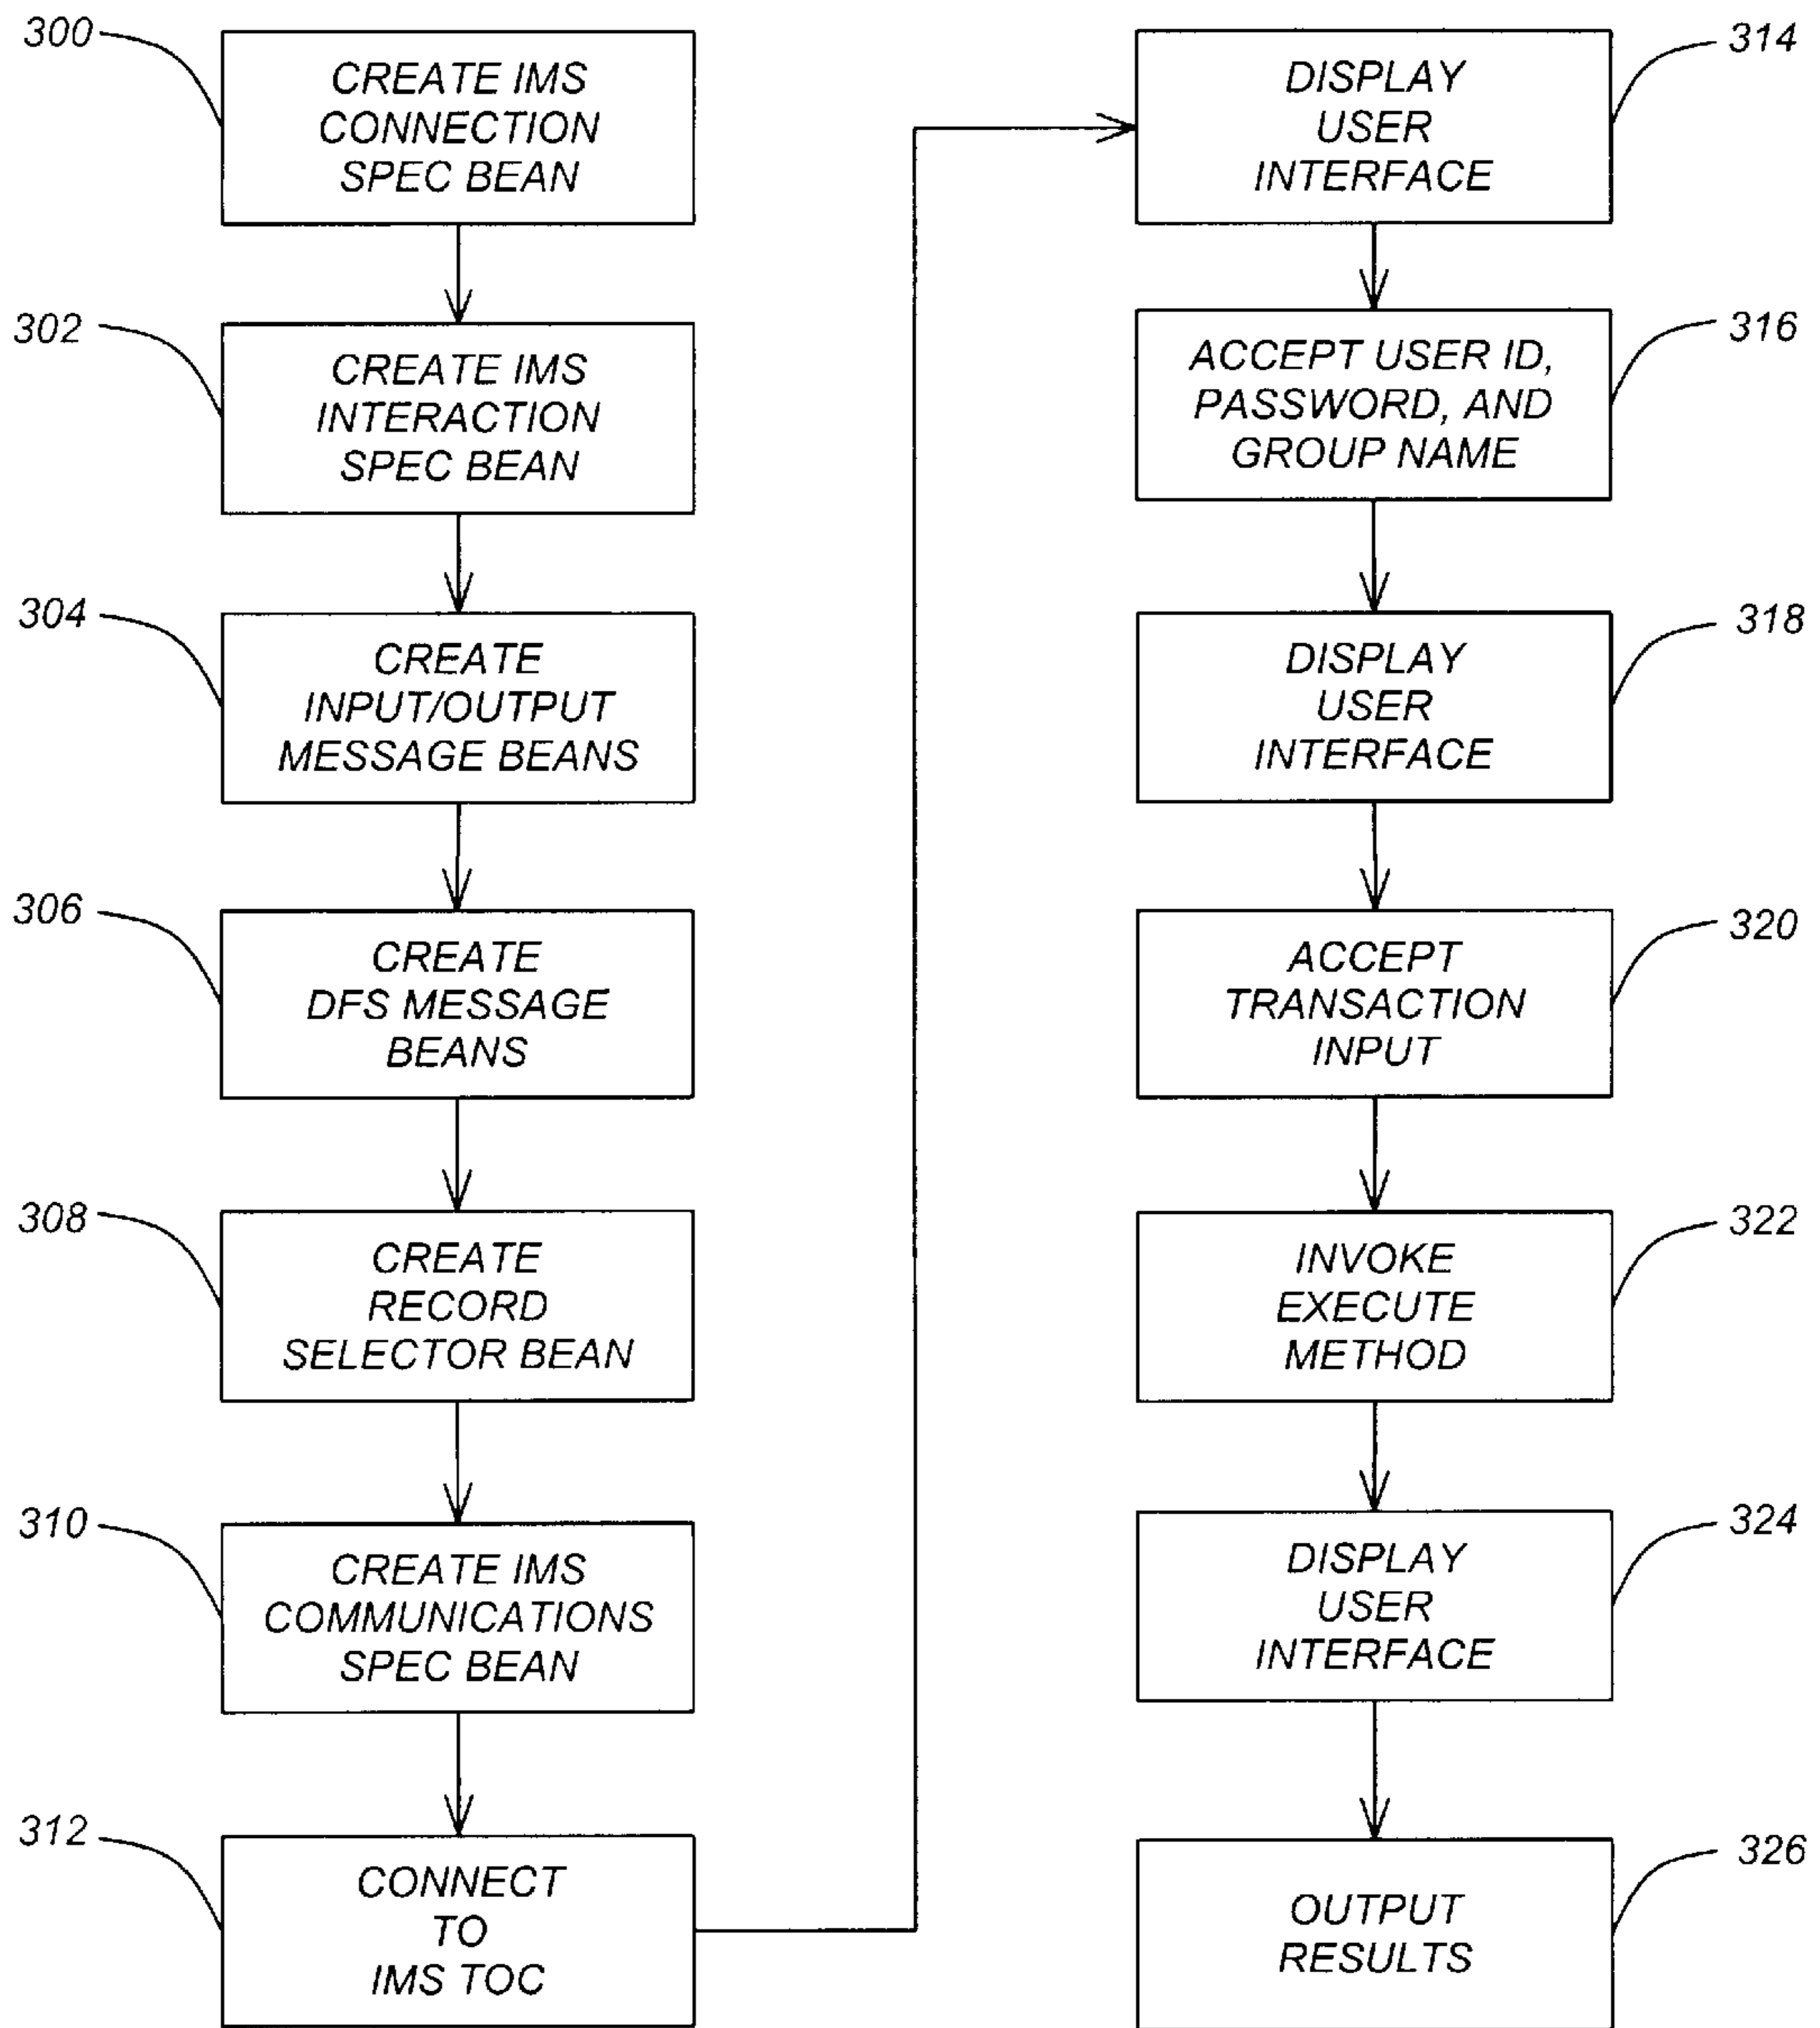 300
CREATE IMS
CONNECTION
SPEC BEAN
302
CREATE IMS
INTERACTION
SPEC BEAN
304
CREATE
INPUT/OUTPUT
MESSAGE BEANS
306
CREATE
DFS MESSAGE
BEANS
308
CREATE
RECORD
SELECTOR BEAN
310
CREATE IMS
COMMUNICATIONS
SPEC BEAN
312
CONNECT
TO
IMS TOC
314
DISPLAY
USER
INTERFACE
316
ACCEPT USER ID,
PASSWORD, AND
GROUP NAME
318
DISPLAY
USER
INTERFACE
320
ACCEPT
TRANSACTION
INPUT
322
INVOKE
EXECUTE
METHOD
324
DISPLAY
USER
INTERFACE
326
OUTPUT
RESULTS